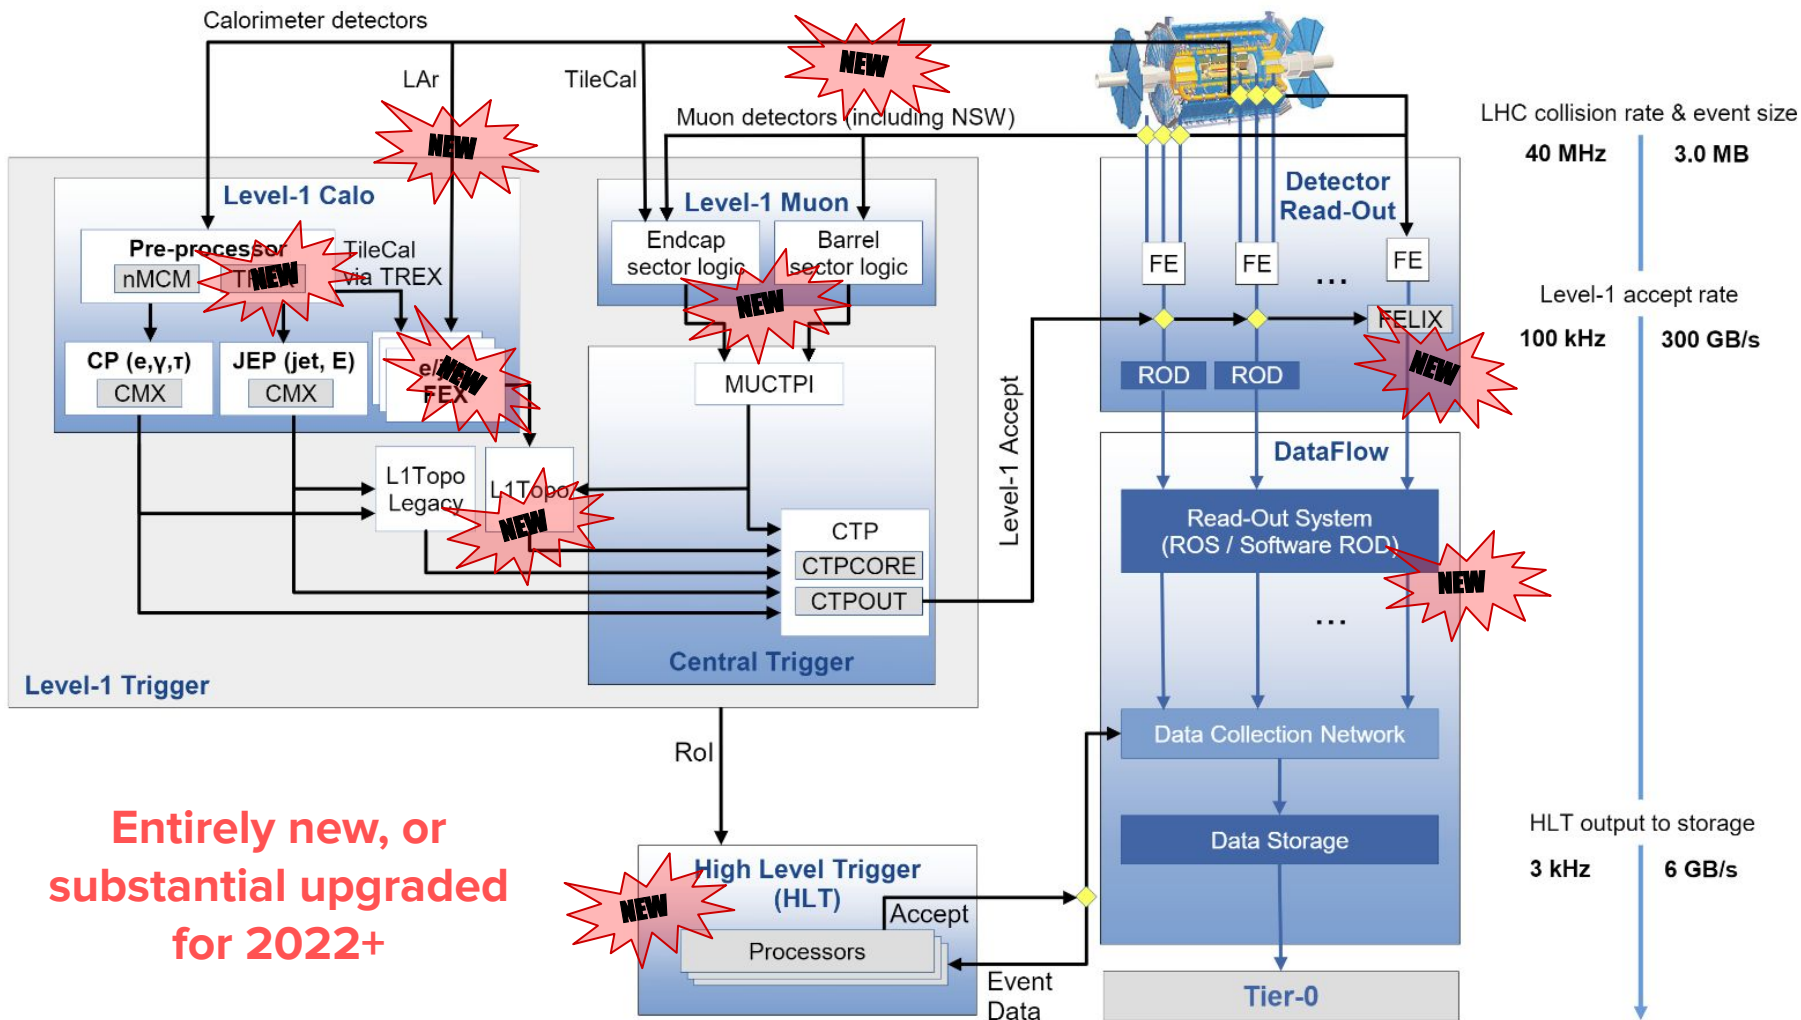 Calorimeter detectors
NEW
LAr
TileCal
NEW
Muon detectors (including NSW)
LHC collision rate & event size
40 MHz
3.0 MB
Level-1 Calo
Pre-processor
nMCM
NEW
TileCal
via TREX
CP (e,γ,τ)
CMX
JEP (jet, E)
CMX
NEW
FEX
Level-1 Muon
Endcap
sector logic
Barrel
sector logic
NEW
MUCTPI
L1Topo
Legacy
L1Topo
NEW
CTP
CTPCORE
CTPOUT
Central Trigger
Level-1 Trigger
Level-1 Accept
Detector
Read-Out
FE
FE
...
FE
FELIX
NEW
ROD
ROD
Level-1 accept rate
100 kHz
300 GB/s
DataFlow
Read-Out System
(ROS / Software ROD)
NEW
...
Data Collection Network
Data Storage
Tier-0
HLT output to storage
3 kHz
6 GB/s
RoI
High Level Trigger
(HLT)
NEW
Accept
Processors
Event
Data
Entirely new, or
substantial upgraded
for 2022+